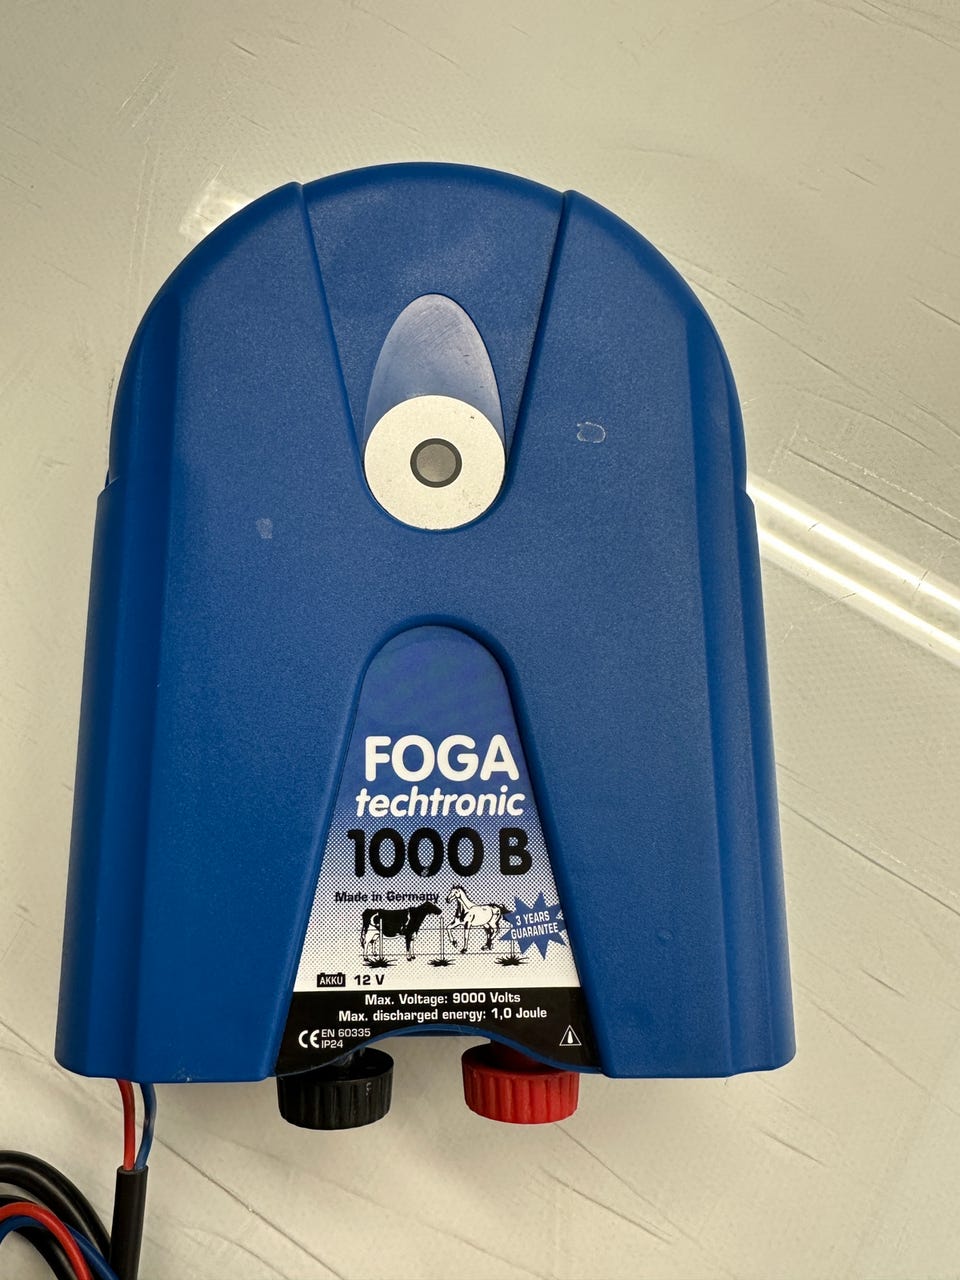 FOGA
techtronic
1000 B
Made in Germany
3 YEARS
GUARANTEE
AKKU 12 V
Max. Voltage: 9000 Volts
Max. discharged energy: 1,0 Joule
CE EN 60335
IP24